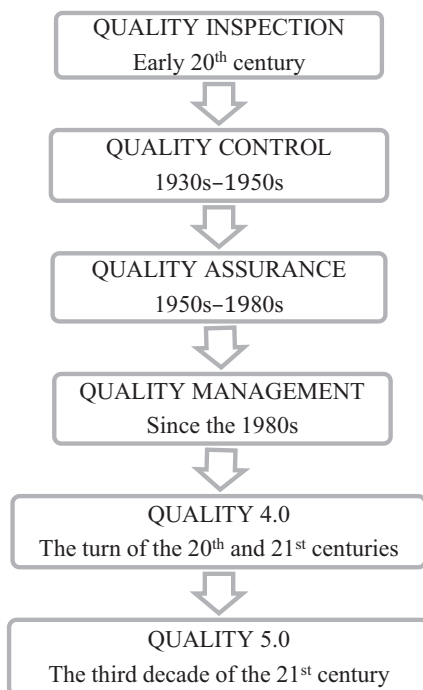 QUALITY INSPECTION
Early 20th century
QUALITY CONTROL
1930s–1950s
QUALITY ASSURANCE
1950s–1980s
QUALITY MANAGEMENT
Since the 1980s
QUALITY 4.0
The turn of the 20th and 21st centuries
QUALITY 5.0
The third decade of the 21st century